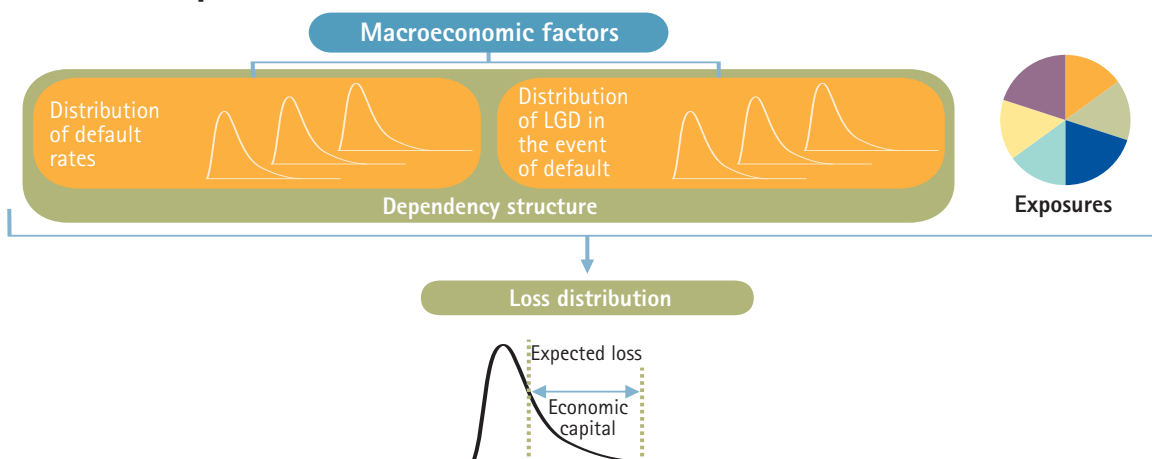 Macroeconomic factors
Distribution
of default
rates
Distribution
of LGD in
the event
of default
Dependency structure
Exposures
Loss distribution
Expected loss
Economic
capital